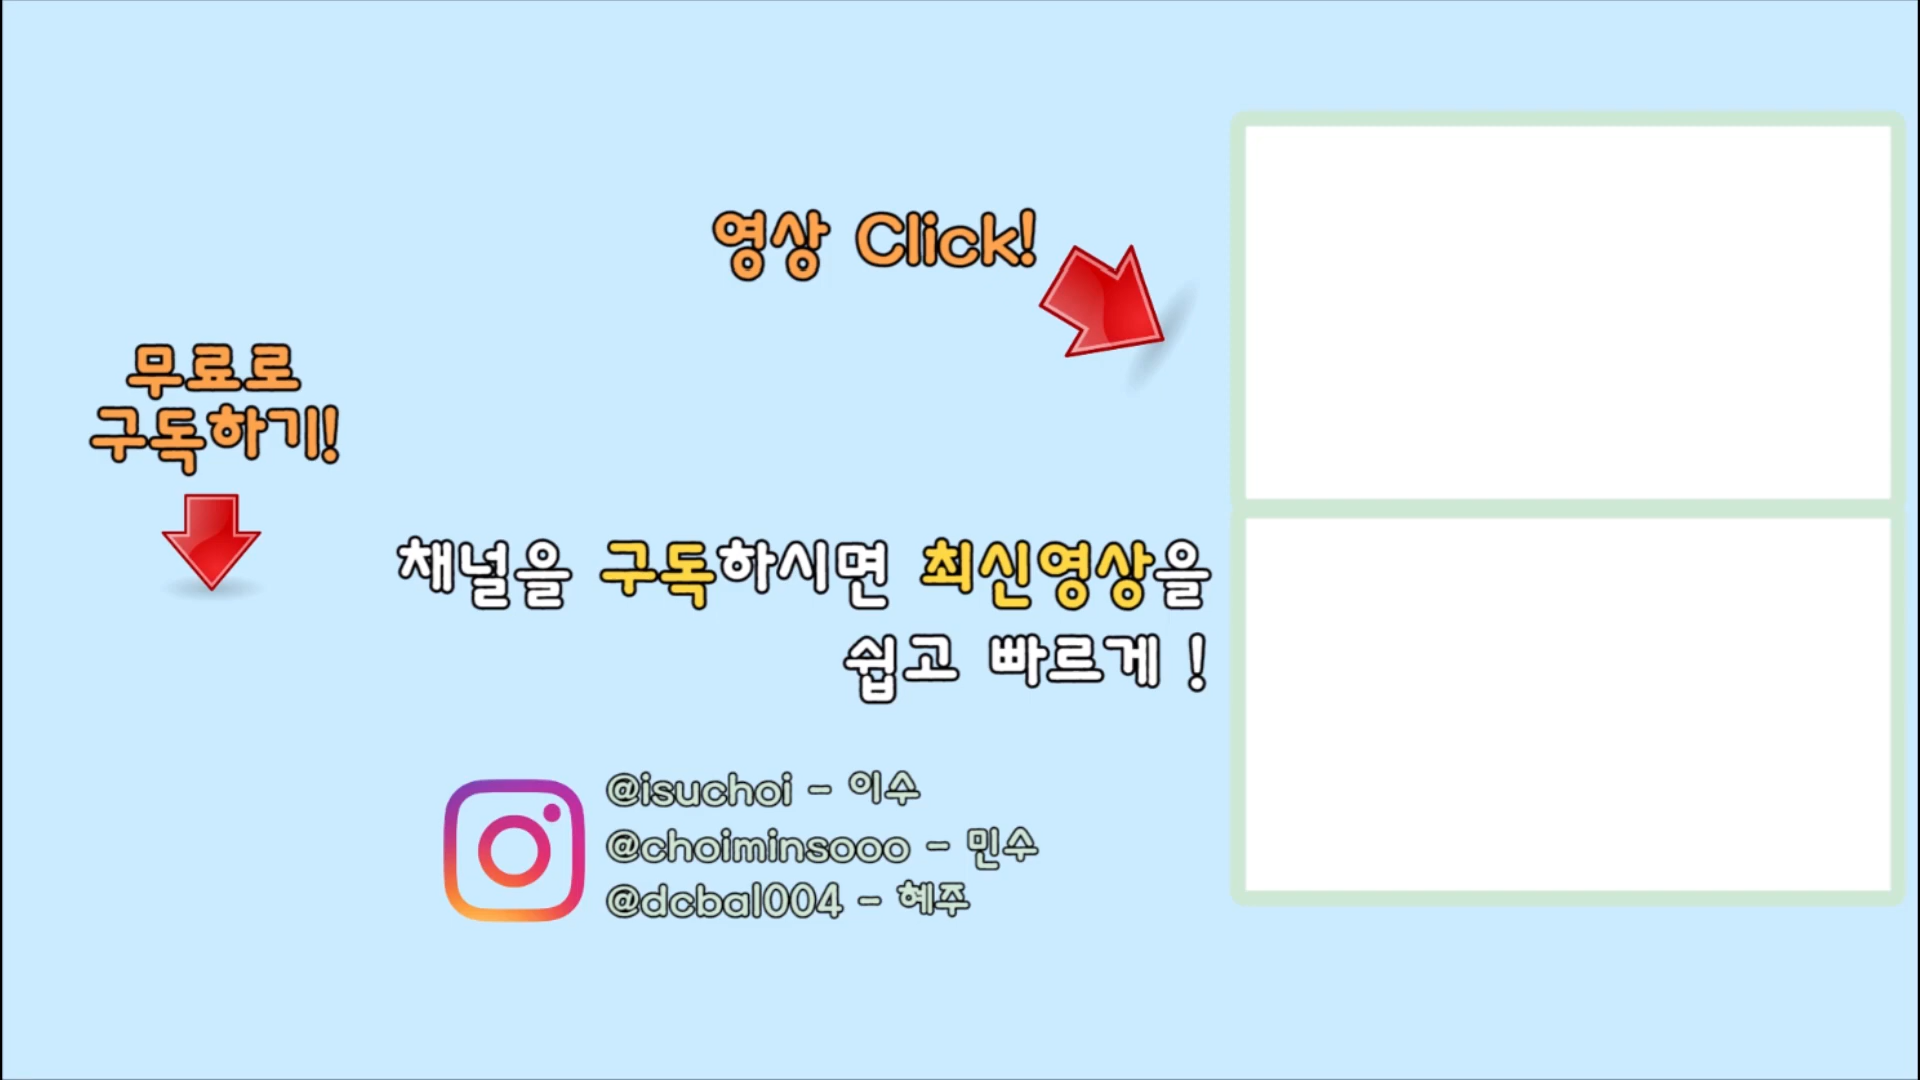 영상 Click!
무료로
구독하기!
채널을 구독하시면 최신영상을
쉽고 빠르게 !
@isuchoi - 이수
@choiminsooo - 민수
@dcbal004 - 혜주